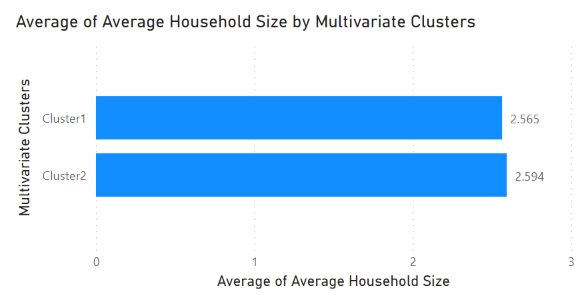 Average of Average Household Size by Multivariate Clusters
Multivariate Clusters
Cluster1
2.565
Cluster2
2.594
0
1
2
3
Average of Average Household Size